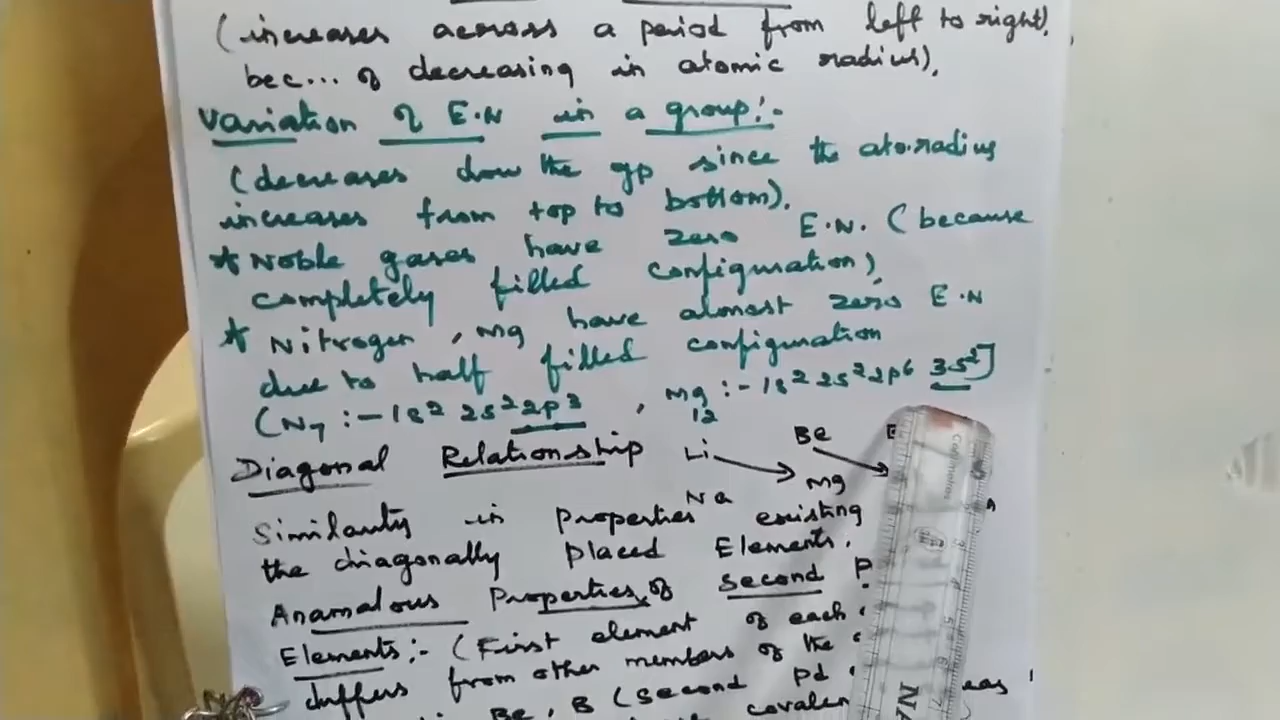 (increases across a period from left to right).
bec... of decreasing in atomic radius),
Variation of E.N in a group:-
(decreases down the gp since the ato.radius
increases from top to bottom).
* Noble gases have zero E.N. (because
completely filled configuration)
* Nitrogen, Mg have almost zero E.N
due to half filled configuration
(N7 :- 1s2 2s2 2p3 , Mg 12 :- 1s2 2s2 2p6 3s2]
Diagonal Relationship Li Be
Na Mg
Similarity in Properties existing
the diagonally placed Elements.
Anamalous Properties of second P
Elements:- (First element of each
differs from other members of the
Be, B (second pd
covalen